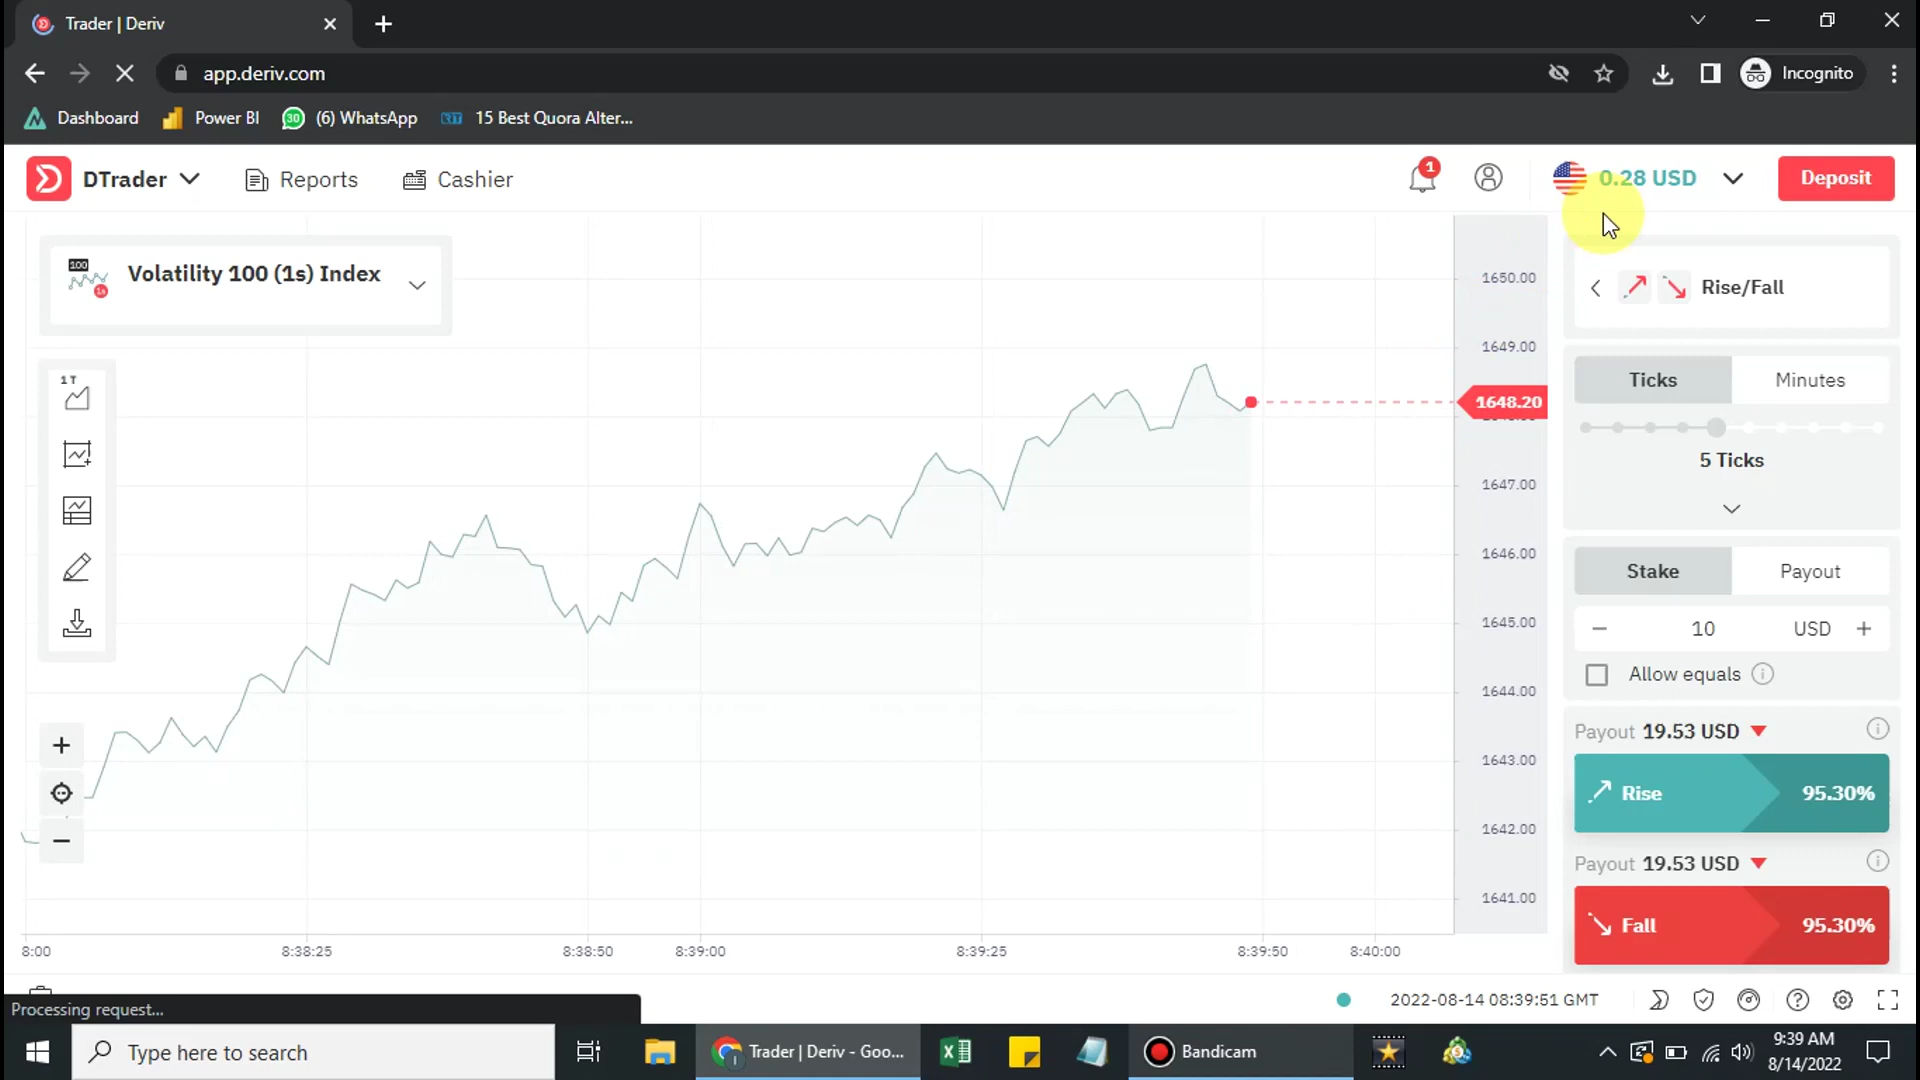 Trader | Deriv
app.deriv.com
Incognito
Dashboard
Power BI
30
(6) WhatsApp
RT
15 Best Quora Alter...
DTrader
Reports
Cashier
1
0.28 USD
Deposit
100
1s
Volatility 100 (1s) Index
1 T
1650.00
1649.00
1648.20
1647.00
1646.00
1645.00
1644.00
1643.00
1642.00
1641.00
8:00
8:38:25
8:38:50
8:39:00
8:39:25
8:39:50
8:40:00
Rise/Fall
Ticks
Minutes
5 Ticks
Stake
Payout
10
USD
Allow equals
Payout 19.53 USD
Rise
95.30%
Payout 19.53 USD
Fall
95.30%
Processing request...
2022-08-14 08:39:51 GMT
Type here to search
Trader | Deriv - Goo...
Bandicam
9:39 AM
8/14/2022